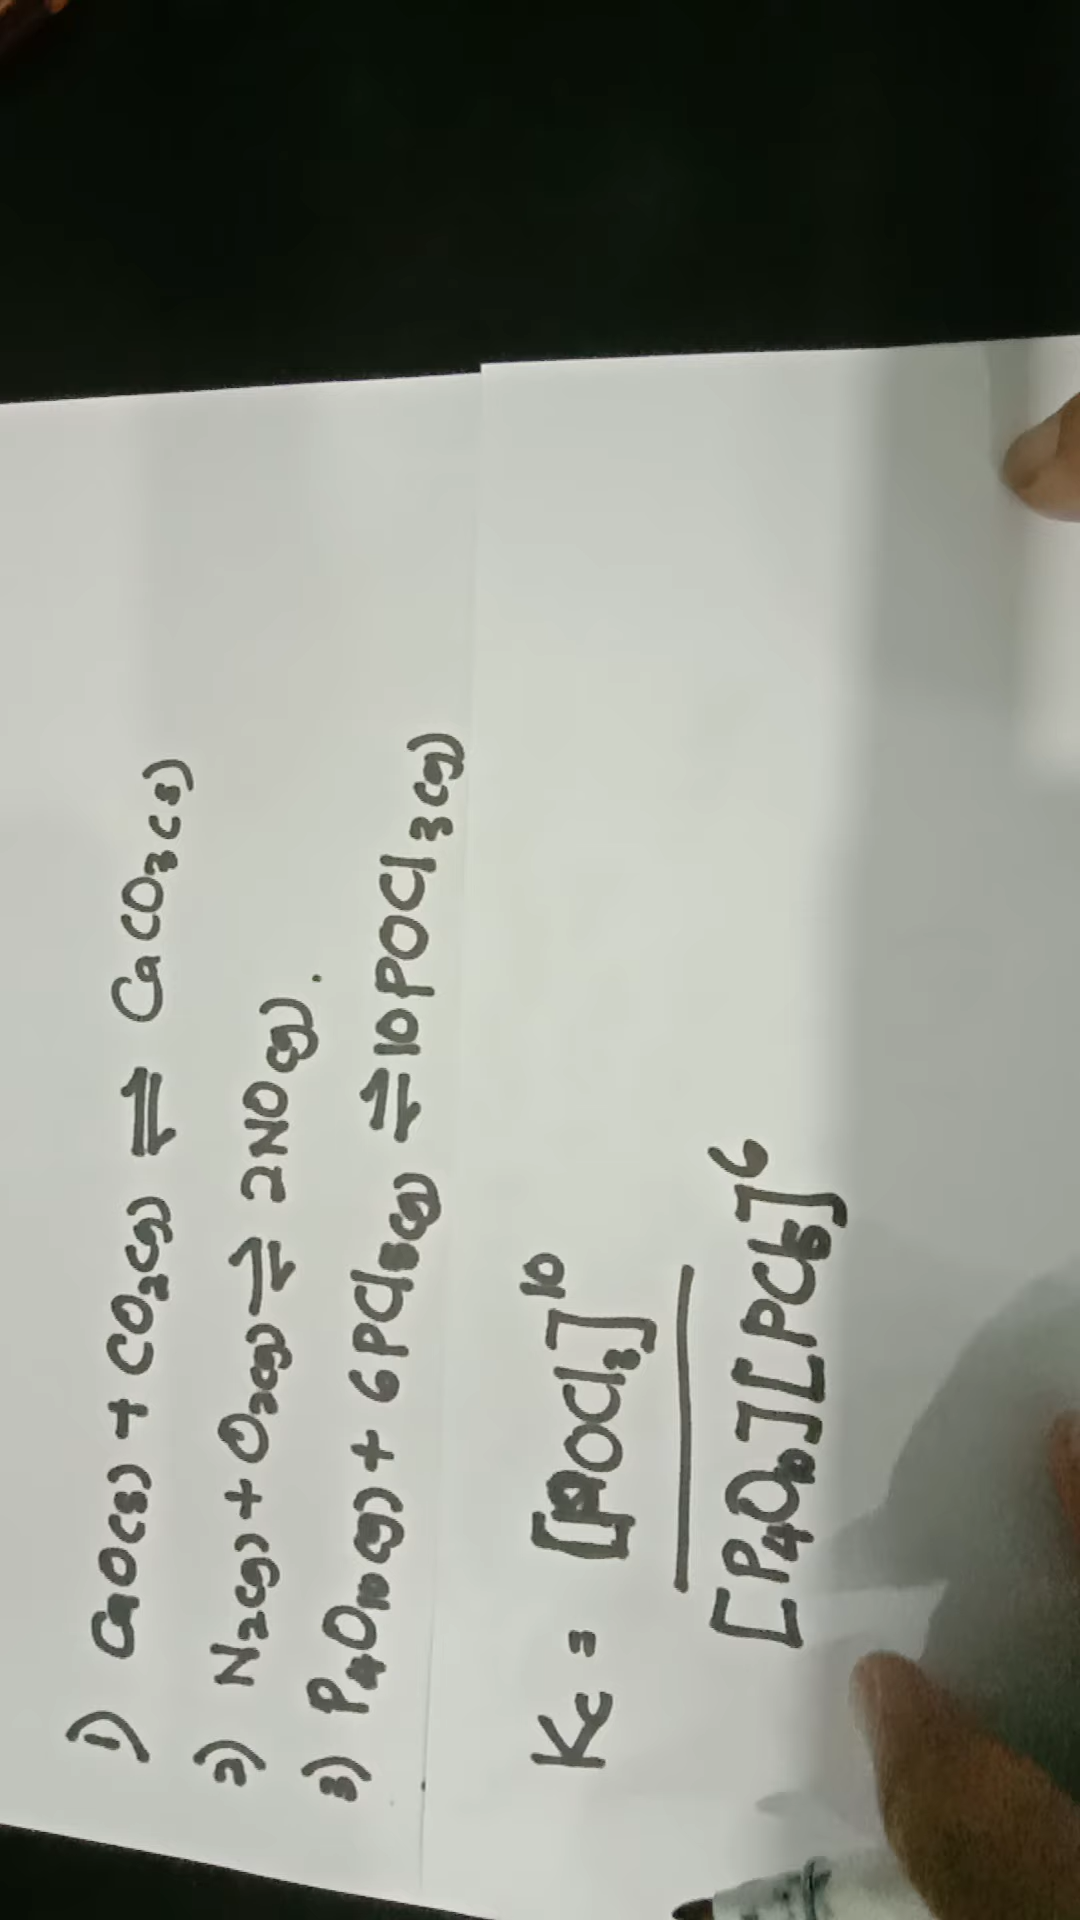 1) CaO(s) + CO₂(g) ⇌ CaCO₃(s)
2) N₂(g) + O₂(g) ⇌ 2NO(g).
3) P₄O₁₀(g) + 6PCl₅(g) ⇌ 10POCl₃(g)
Kc = [POCl₃]¹⁰
[P₄O₁₀][PCl₅]⁶